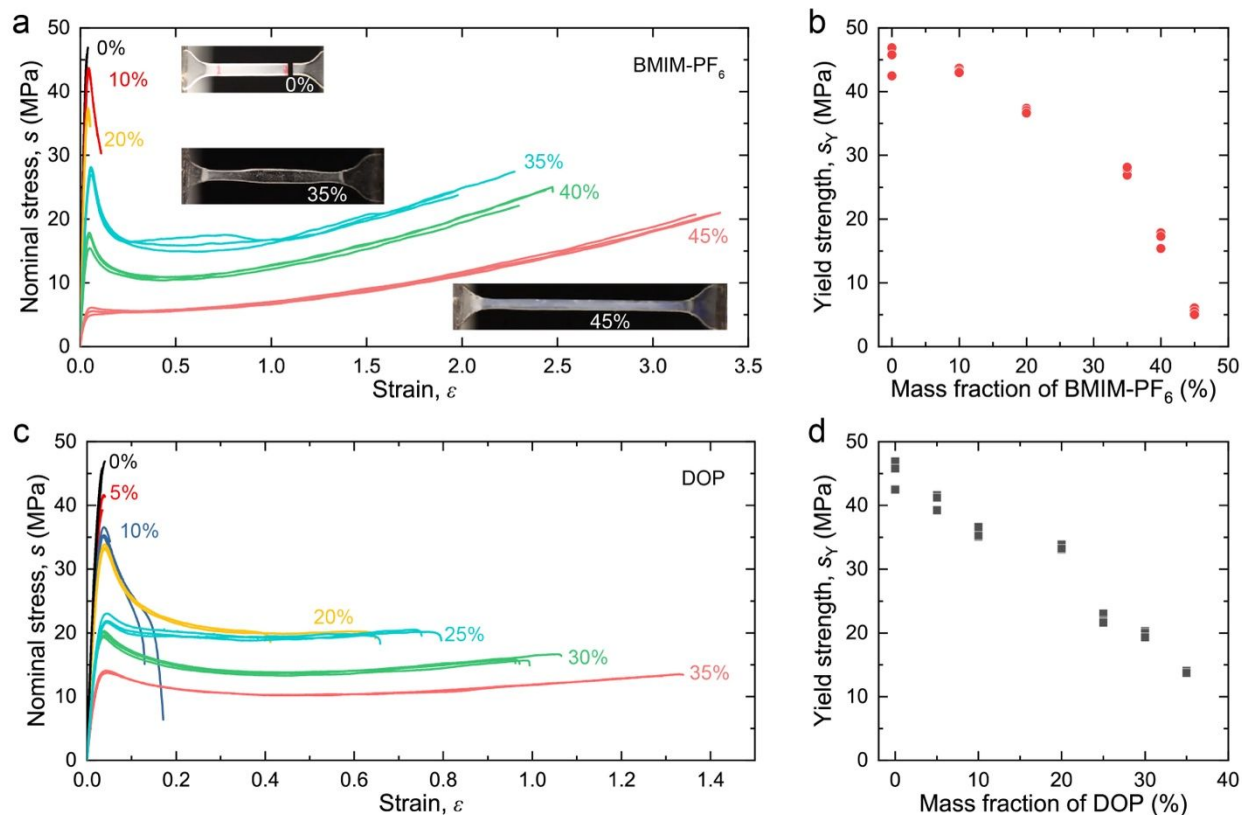 a
50
40
30
20
10
0
Nominal stress, s (MPa)
0.0 0.5 1.0 1.5 2.0 2.5 3.0 3.5
Strain, ε
0%
10%
20%
0%
35%
BMIM-PF₆
35%
40%
45%
45%
b
50
40
30
20
10
0
Yield strength, sY (MPa)
0 10 20 30 40 50
Mass fraction of BMIM-PF₆ (%)
c
50
40
30
20
10
0
Nominal stress, s (MPa)
0.0 0.2 0.4 0.6 0.8 1.0 1.2 1.4
Strain, ε
0%
5%
10%
DOP
20%
25%
30%
35%
d
50
40
30
20
10
0
Yield strength, sY (MPa)
0 10 20 30 40
Mass fraction of DOP (%)